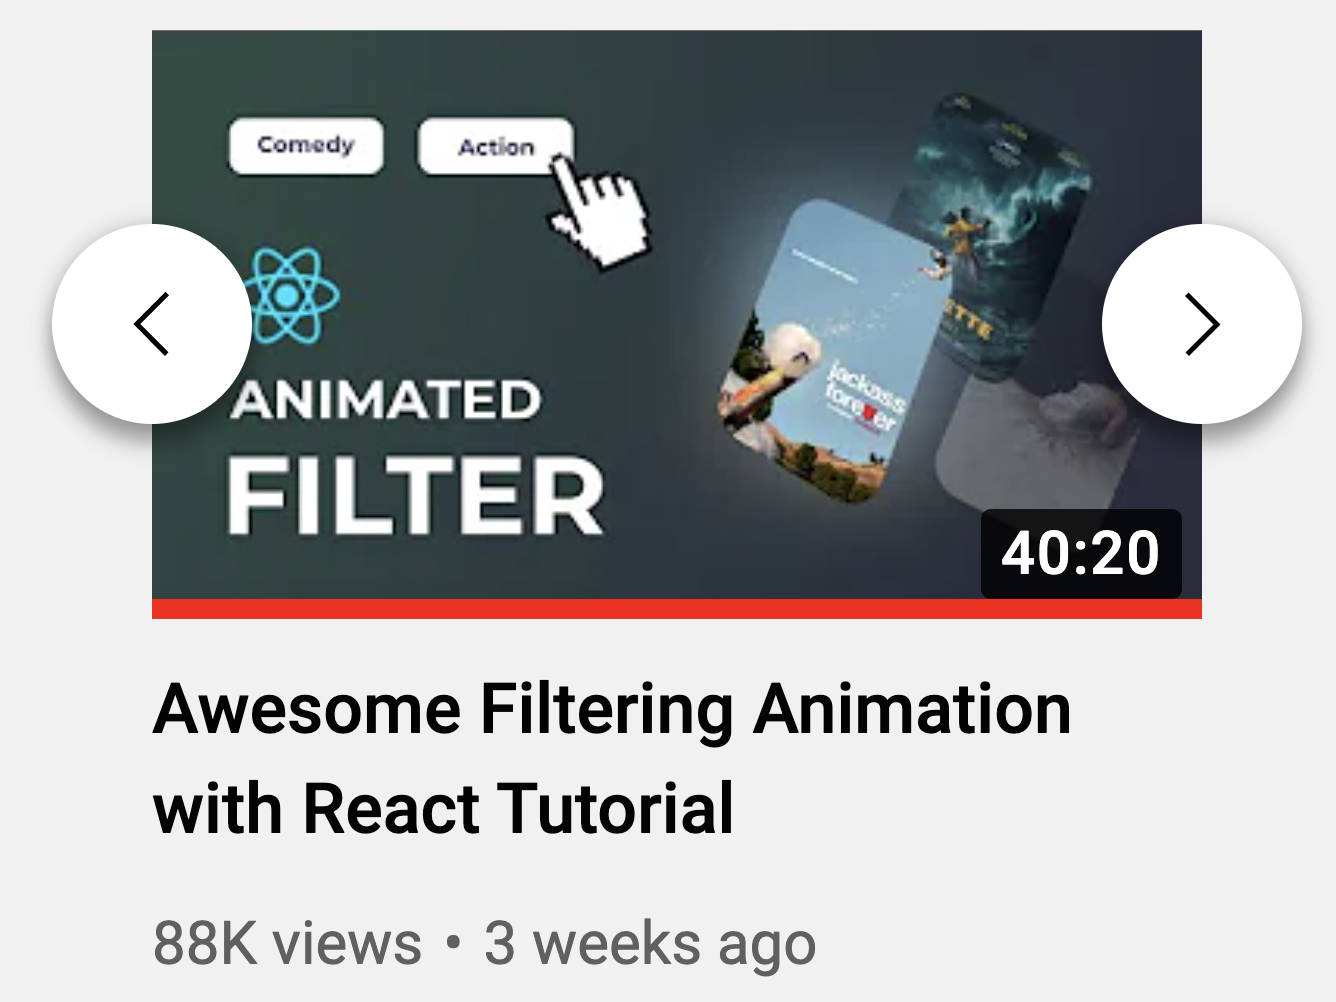 Comedy
Action
ANIMATED
FILTER
ETTE
jackass
forever
40:20
Awesome Filtering Animation
with React Tutorial
88K views • 3 weeks ago